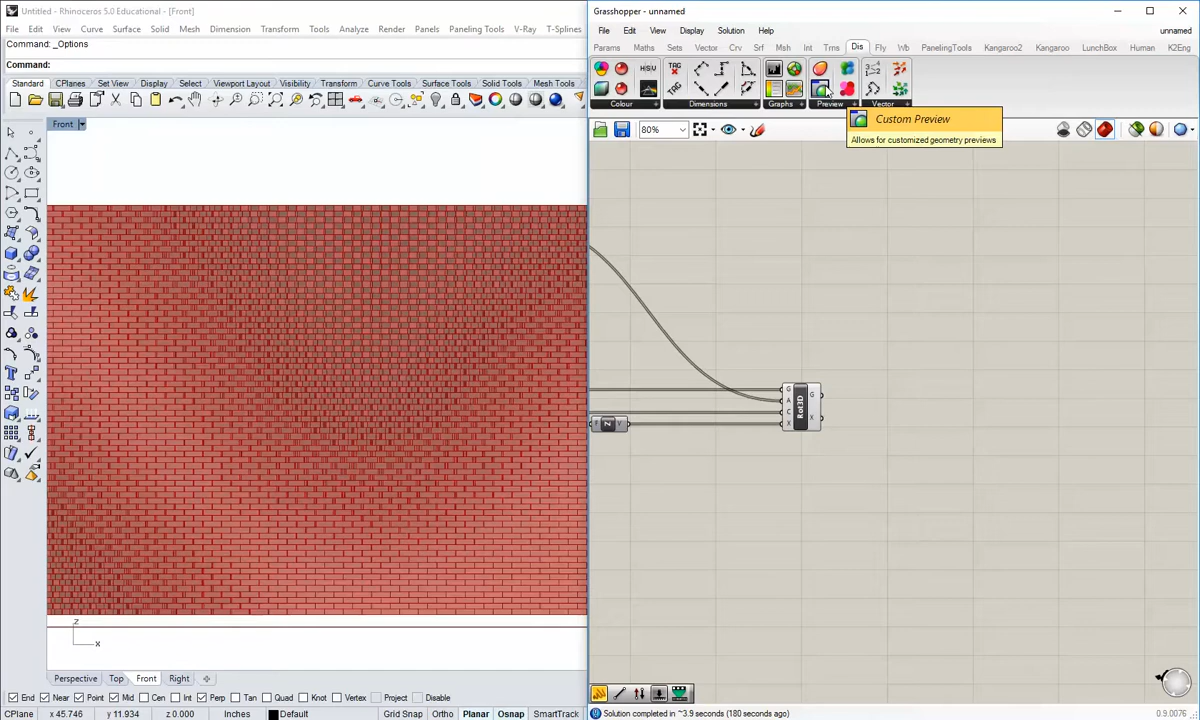 Untitled - Rhinoceros 5.0 Educational - [Front]
File Edit View Curve Surface Solid Mesh Dimension Transform Tools Analyze Render Panels Paneling Tools V-Ray T-Splines
Command: _Options
Command:
Standard CPlanes Set View Display Select Viewport Layout Visibility Transform Curve Tools Surface Tools Solid Tools Mesh Tools
Front
z
x
Perspective Top Front Right
End Near Point Mid Cen Int Perp Tan Quad Knot Vertex Project Disable
CPlane x 45.746 y 11.934 z 0.000 Inches Default Grid Snap Ortho Planar Osnap SmartTrack
Grasshopper - unnamed
File Edit View Display Solution Help unnamed
Params Maths Sets Vector Crv Srf Msh Int Trns Dis Fly Wb PanelingTools Kangaroo2 Kangaroo LunchBox Human K2Eng
HSV TAG TAG
Colour Dimensions Graphs Preview Vector
Custom Preview
Allows for customized geometry previews
80%
G A C X Rot3D G X
F Z V
Solution completed in ~3.9 seconds (180 seconds ago) 0.9.0076